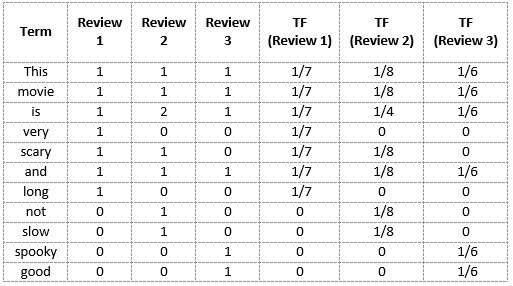 Term Review 1 Review 2 Review 3 TF (Review 1) TF (Review 2) TF (Review 3)
This 1 1 1 1/7 1/8 1/6
movie 1 1 1 1/7 1/8 1/6
is 1 2 1 1/7 1/4 1/6
very 1 0 0 1/7 0 0
scary 1 1 0 1/7 1/8 0
and 1 1 1 1/7 1/8 1/6
long 1 0 0 1/7 0 0
not 0 1 0 0 1/8 0
slow 0 1 0 0 1/8 0
spooky 0 0 1 0 0 1/6
good 0 0 1 0 0 1/6